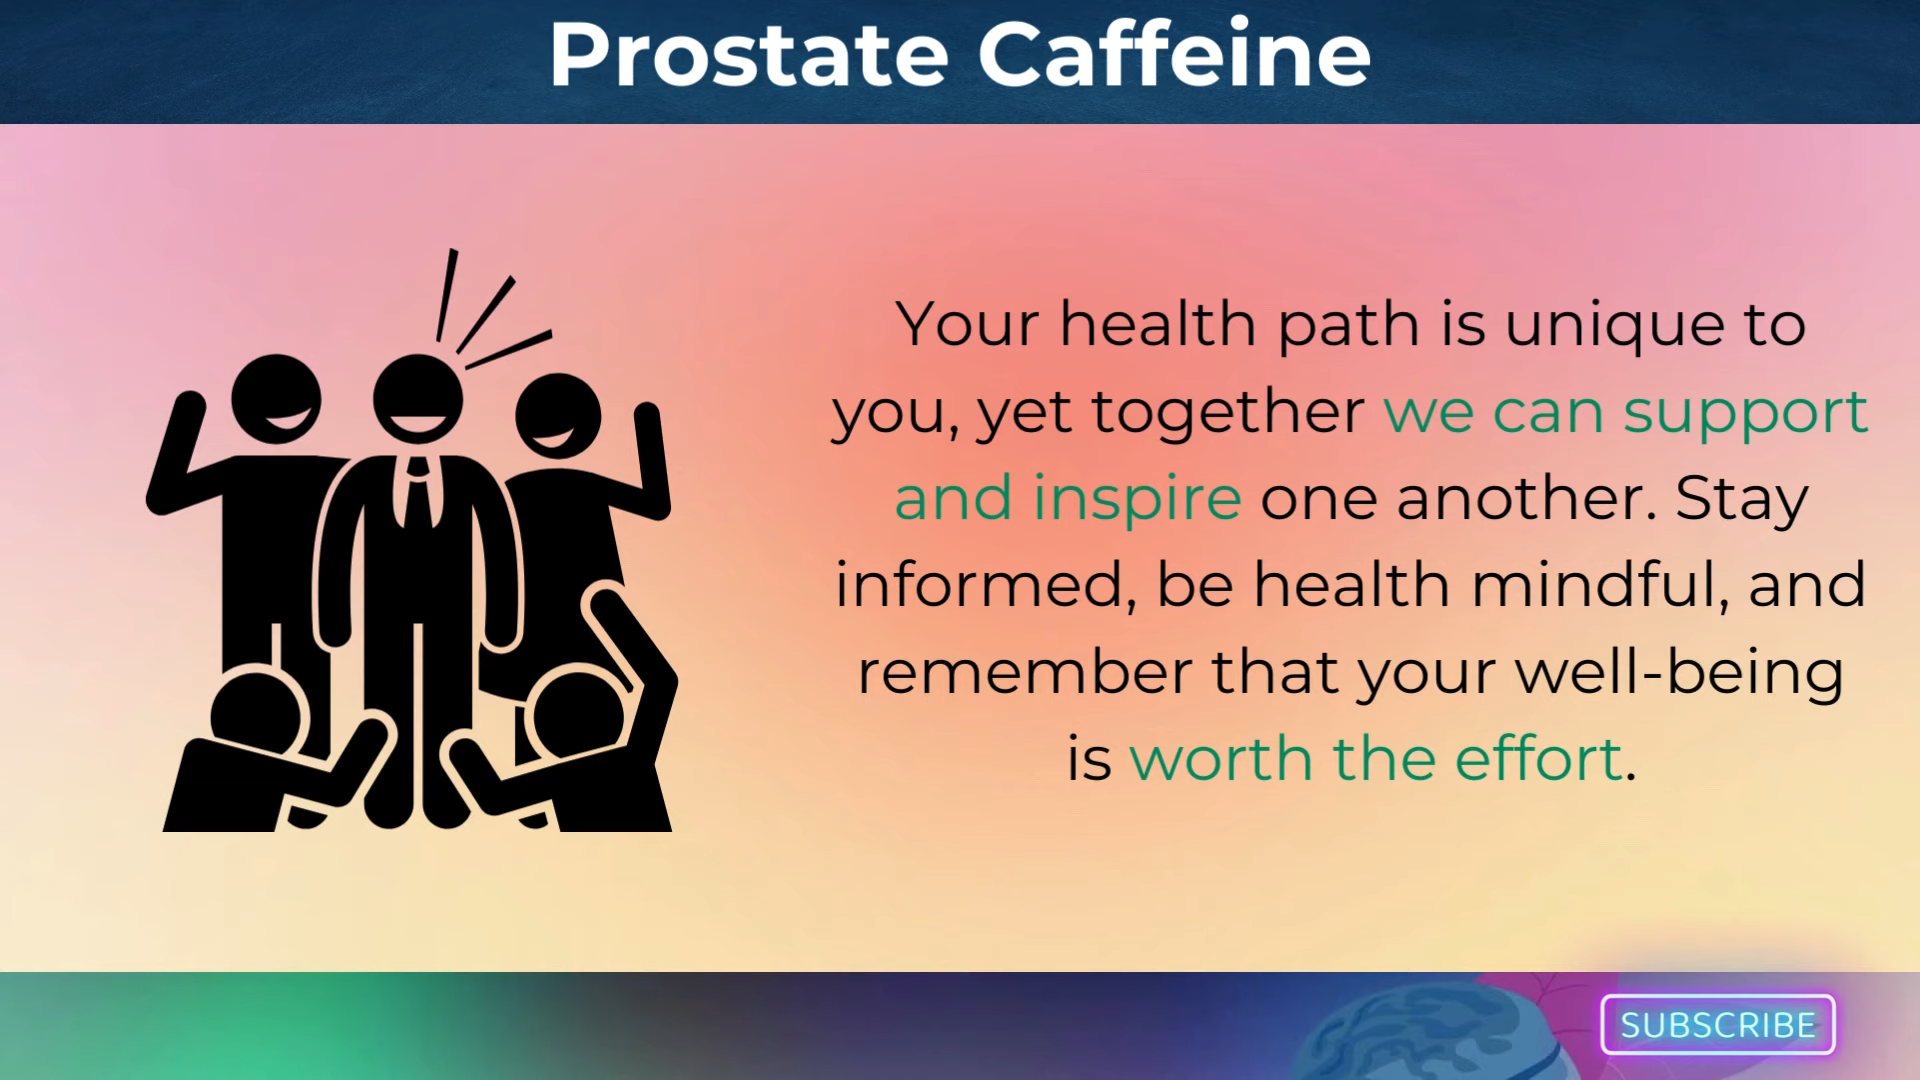 Prostate Caffeine
Your health path is unique to
you, yet together we can support
and inspire one another. Stay
informed, be health mindful, and
remember that your well-being
is worth the effort.
SUBSCRIBE